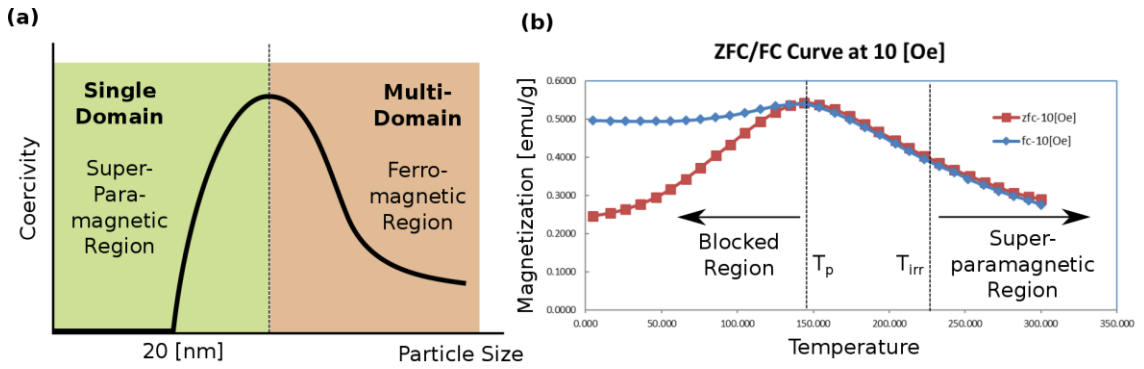 (a)
Single
Domain
Super-
Para-
magnetic
Region
Multi-
Domain
Ferro-
magnetic
Region
Coercivity
20 [nm]
Particle Size
(b)
ZFC/FC Curve at 10 [Oe]
Magnetization [emu/g]
0.6000
0.5000
0.4000
0.3000
0.2000
0.1000
0.0000
zfc-10[Oe]
fc-10[Oe]
Blocked
Region
Tp
Tirr
Super-
paramagnetic
Region
0.000
50.000
100.000
150.000
200.000
250.000
300.000
350.000
Temperature